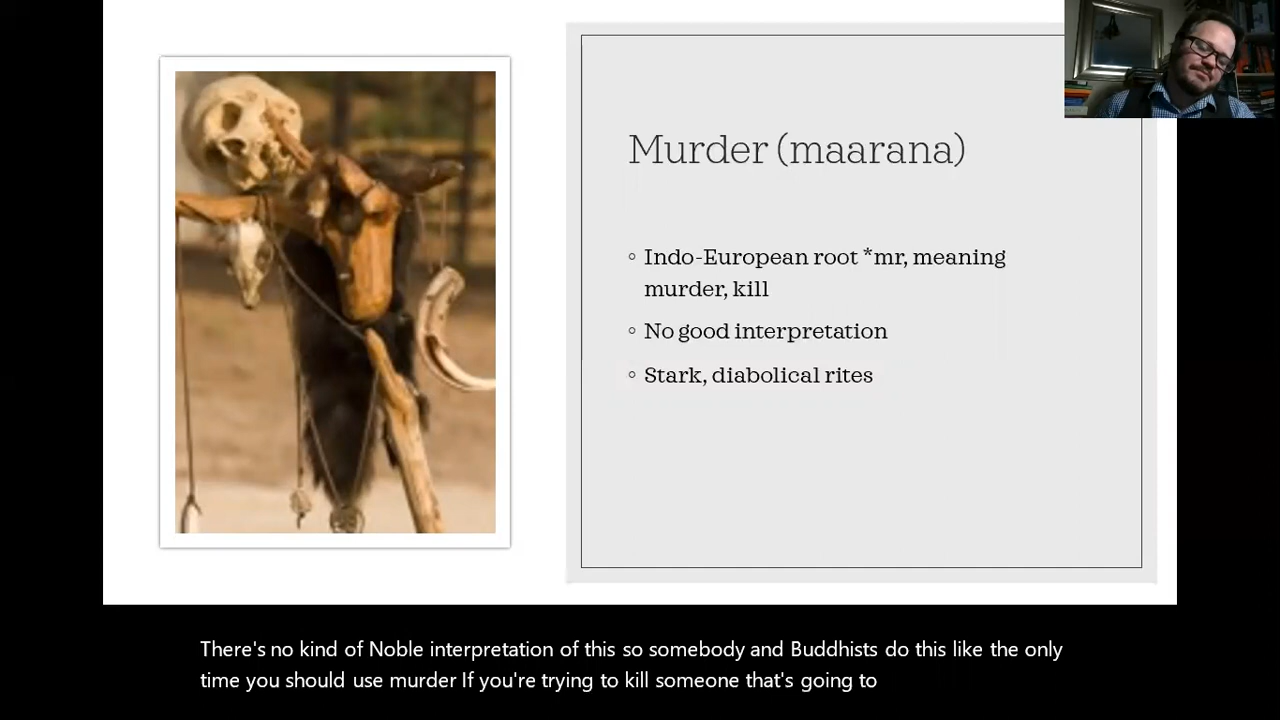 Murder (maarana)
◦ Indo-European root *mr, meaning
murder, kill
◦ No good interpretation
◦ Stark, diabolical rites
There's no kind of Noble interpretation of this so somebody and Buddhists do this like the only
time you should use murder If you're trying to kill someone that's going to